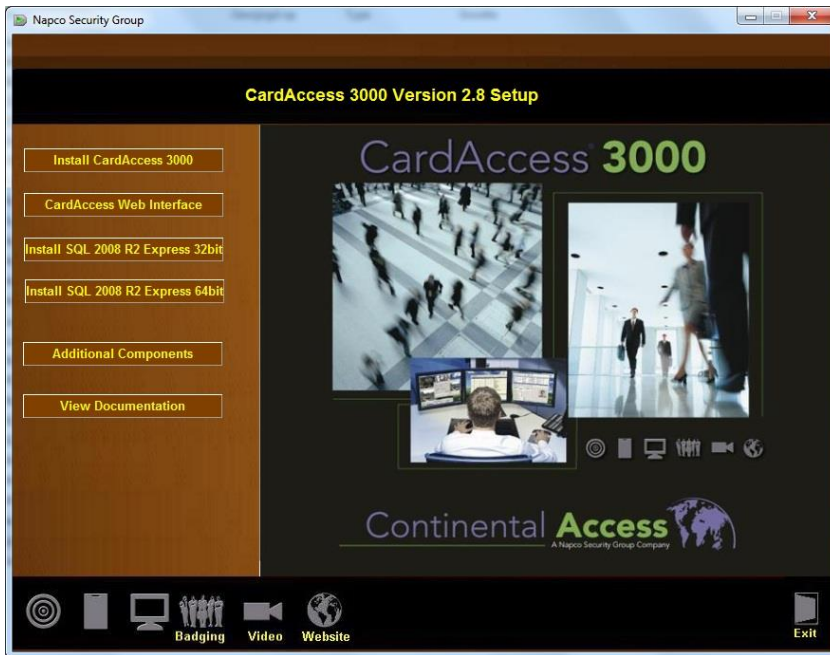 Napco Security Group
CardAccess 3000 Version 2.8 Setup
Install CardAccess 3000
CardAccess Web Interface
Install SQL 2008 R2 Express 32bit
Install SQL 2008 R2 Express 64bit
Additional Components
View Documentation
CardAccess® 3000
Continental Access
A Napco Security Group Company
Badging
Video
Website
Exit